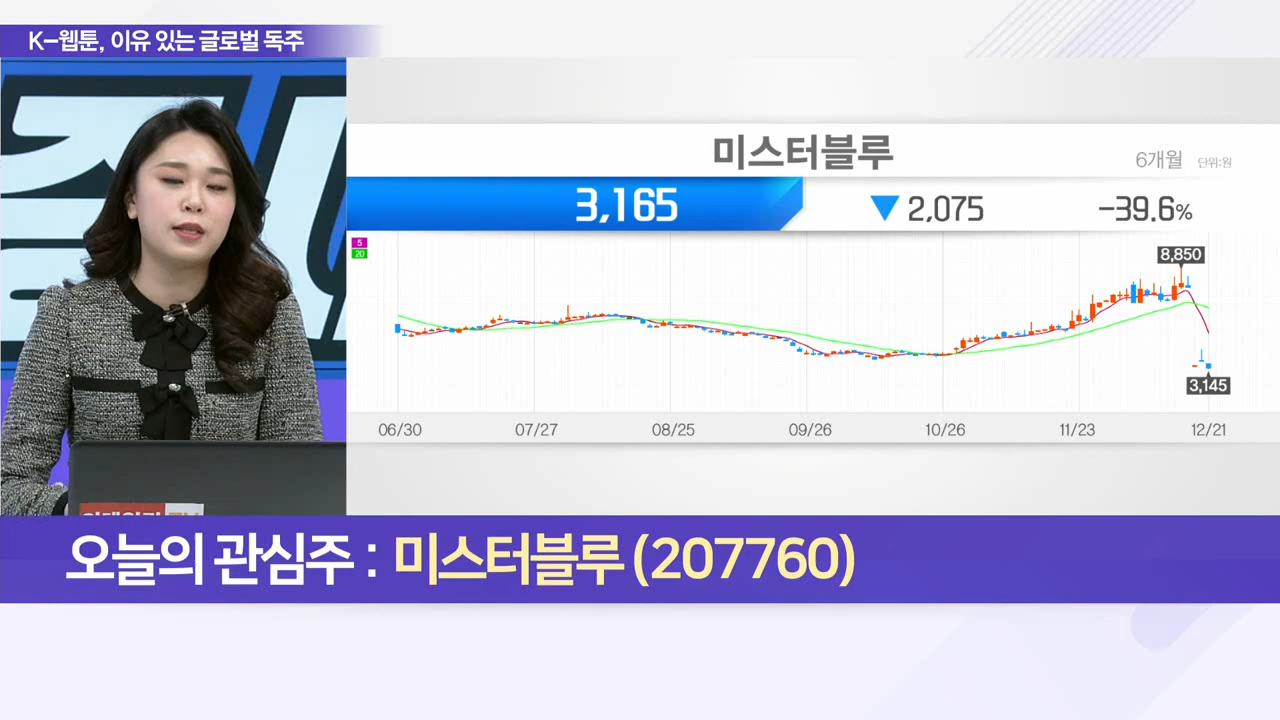 K-웹툰, 이유 있는 글로벌 독주
미스터블루
6개월 단위:원
3,165 ▼ 2,075 -39.6%
5
20
8,850
3,145
06/30 07/27 08/25 09/26 10/26 11/23 12/21
오늘의 관심주 : 미스터블루 (207760)